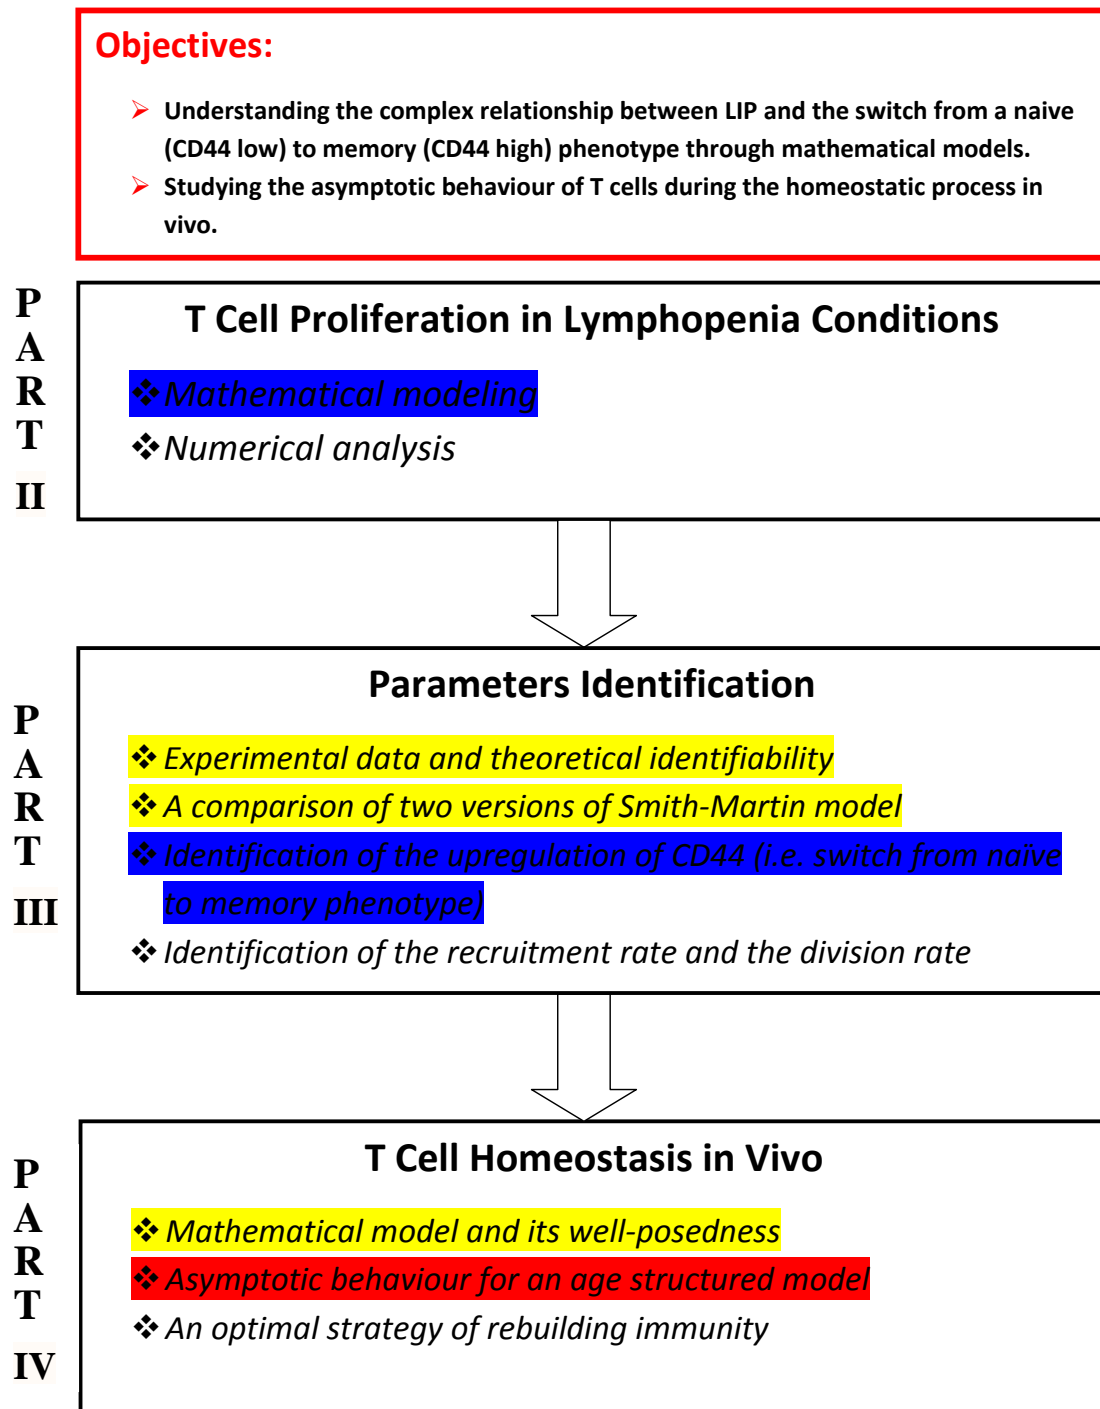 Objectives:
➢ Understanding the complex relationship between LIP and the switch from a naive
(CD44 low) to memory (CD44 high) phenotype through mathematical models.
➢ Studying the asymptotic behaviour of T cells during the homeostatic process in
vivo.
PART II
T Cell Proliferation in Lymphopenia Conditions
❖ Mathematical modeling
❖ Numerical analysis
PART III
Parameters Identification
❖ Experimental data and theoretical identifiability
❖ A comparison of two versions of Smith-Martin model
❖ Identification of the upregulation of CD44 (i.e. switch from naïve
to memory phenotype)
❖ Identification of the recruitment rate and the division rate
PART IV
T Cell Homeostasis in Vivo
❖ Mathematical model and its well-posedness
❖ Asymptotic behaviour for an age structured model
❖ An optimal strategy of rebuilding immunity